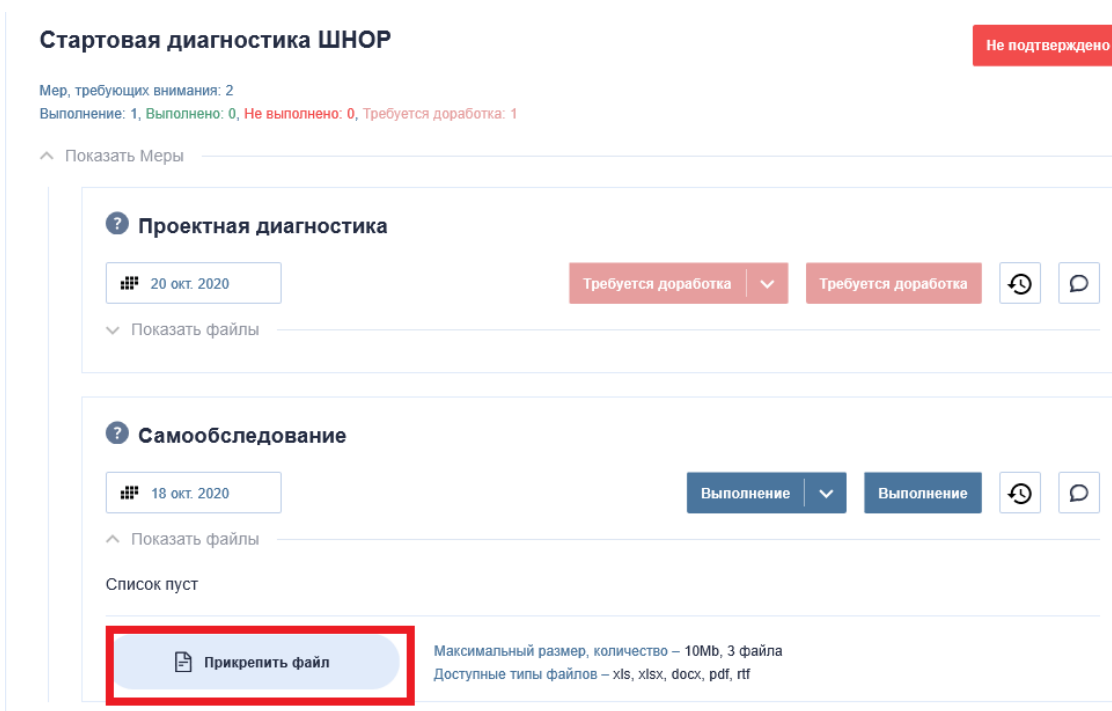 Стартовая диагностика ШНОР
Не подтверждено
Мер, требующих внимания: 2
Выполнение: 1, Выполнено: 0, Не выполнено: 0, Требуется доработка: 1
Показать Меры
? Проектная диагностика
20 окт. 2020
Требуется доработка
Требуется доработка
Показать файлы
? Самообследование
18 окт. 2020
Выполнение
Выполнение
Показать файлы
Список пуст
Прикрепить файл
Максимальный размер, количество – 10Mb, 3 файла
Доступные типы файлов – xls, xlsx, docx, pdf, rtf